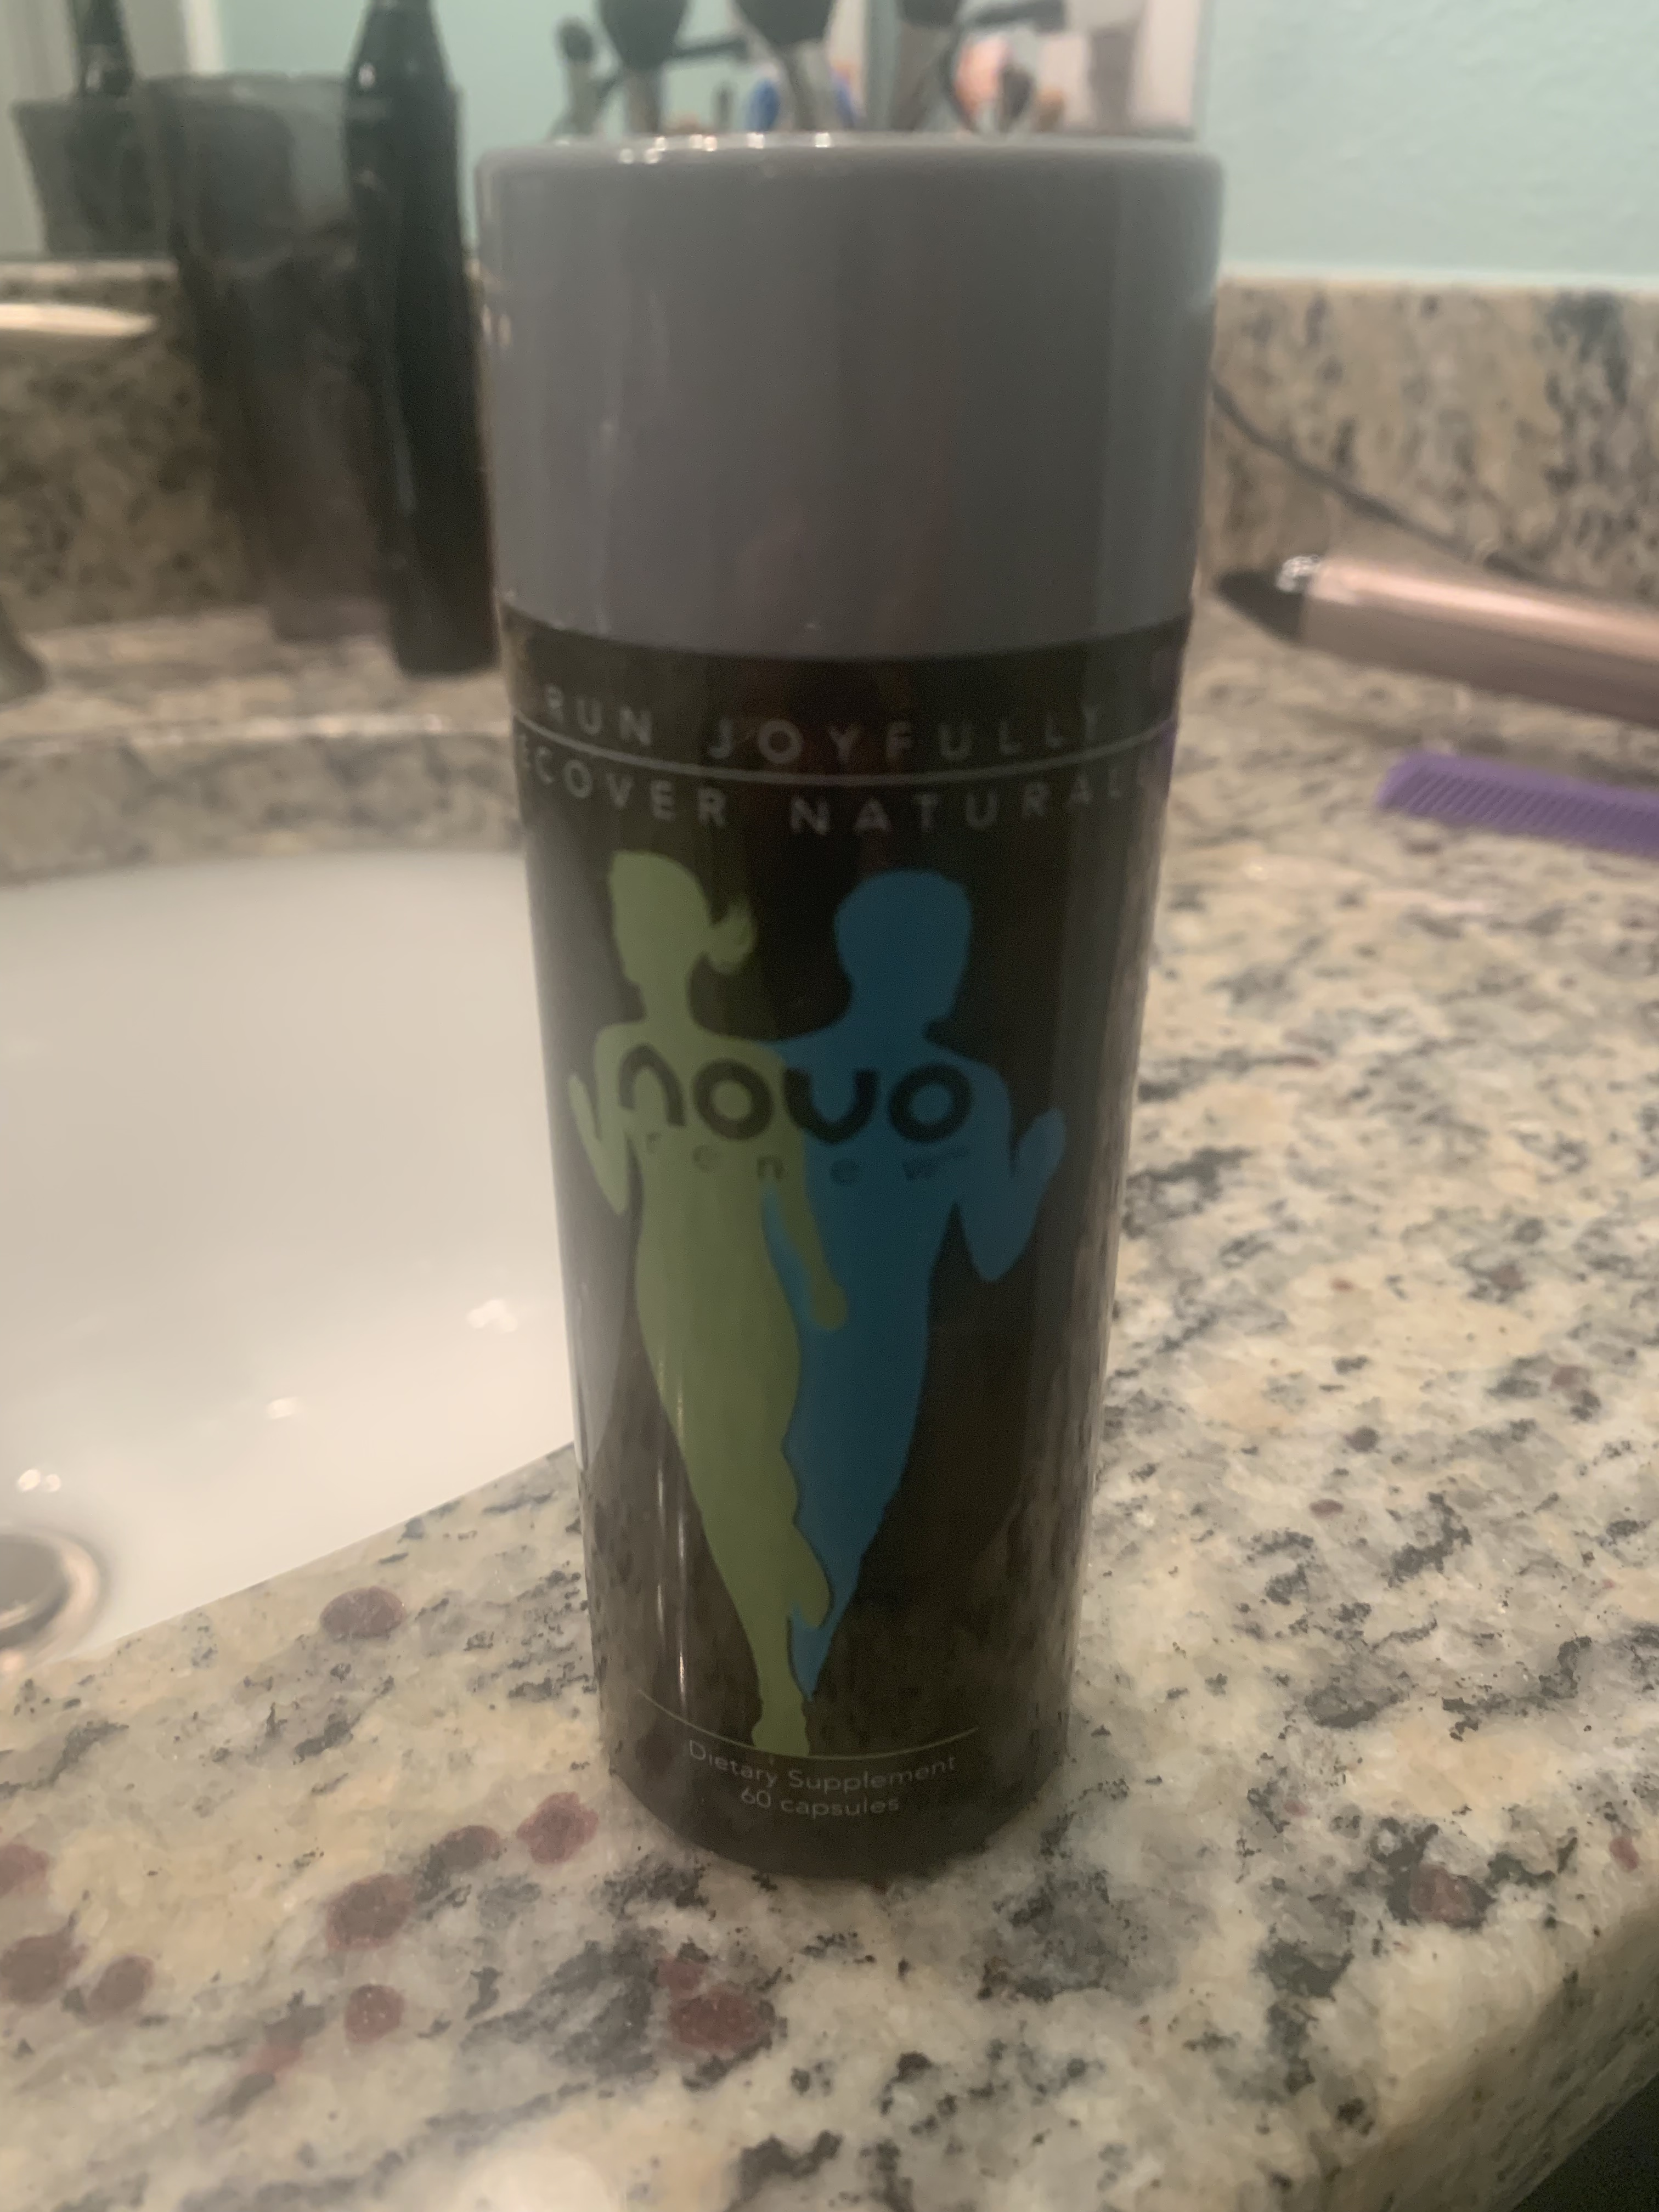 RUN JOYFULLY
ECOVER NATURAL
novo
renew
Dietary Supplement
60 capsules